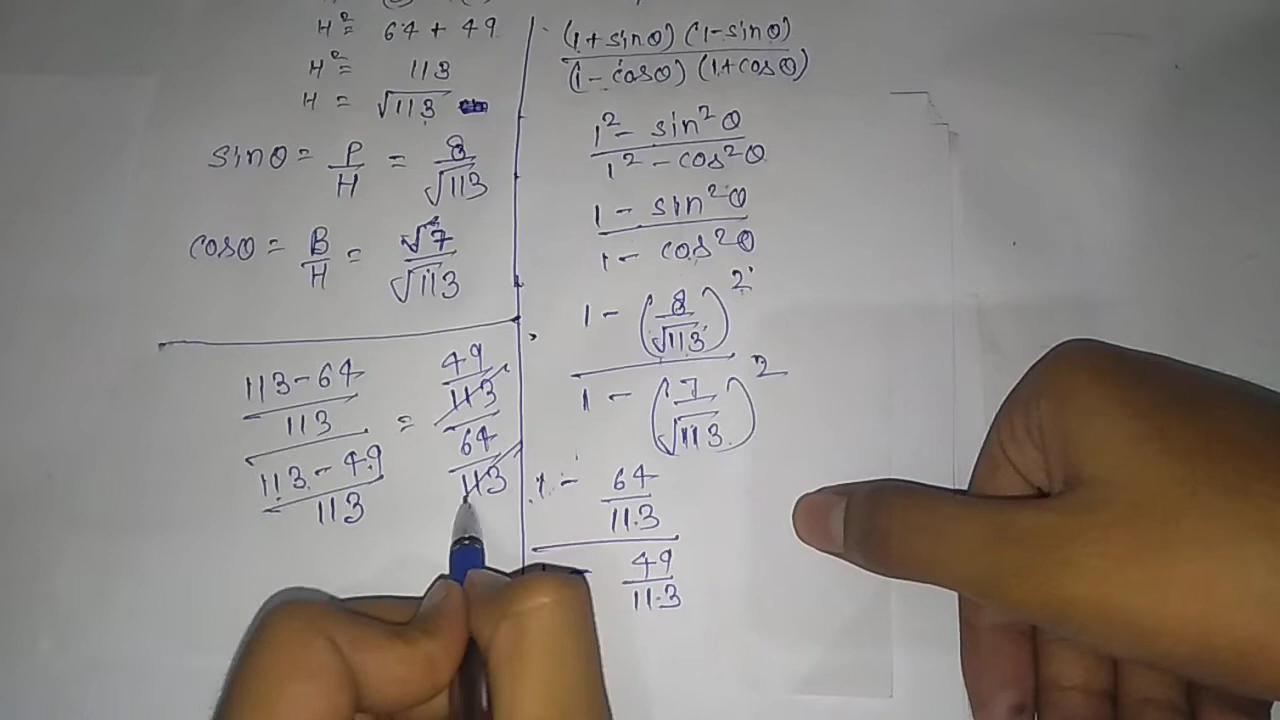 H² = 64 + 49
H² = 113
H = √113
sinθ = P/H = 8/√113
cosθ = B/H = √7/√113
(1+sinθ) (1-sinθ)
(1-cosθ) (1+cosθ)
1² - sin²θ
1² - cos²θ
1 - sin²θ
1 - cos²θ
1 - (8/√113)²
1 - (7/√113)²
1 - 64/113
49/113
113-64
113
113-49
113
= 49/113
64/113